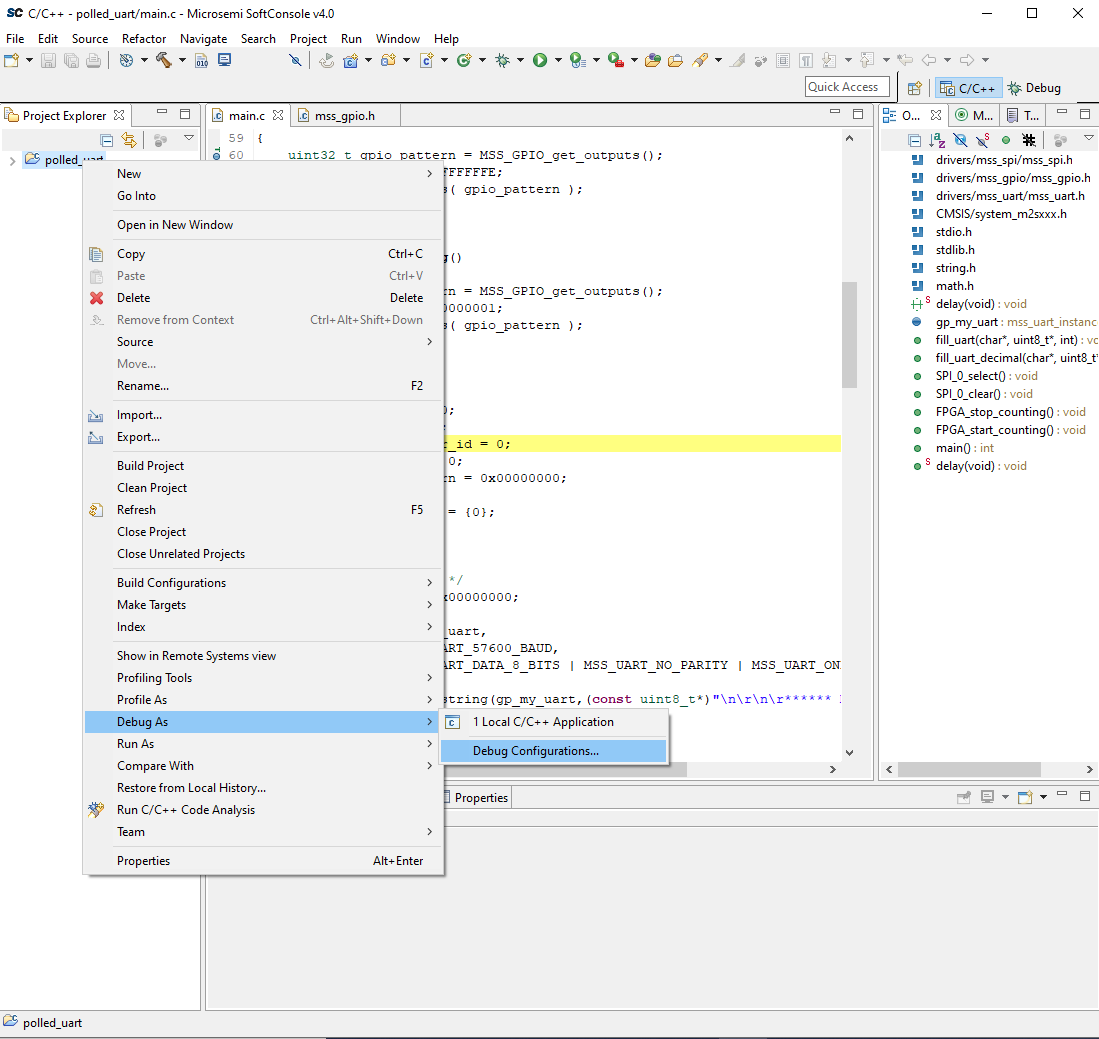 SC C/C++ - polled_uart/main.c - Microsemi SoftConsole v4.0
File Edit Source Refactor Navigate Search Project Run Window Help
Quick Access C/C++ Debug
Project Explorer
polled_uart
main.c mss_gpio.h
59 {
60 uint32_t gpio_pattern = MSS_GPIO_get_outputs();
FFFFFFE;
s( gpio_pattern );
g()
rn = MSS_GPIO_get_outputs();
0000001;
s( gpio_pattern );
0;
;
r_id = 0;
0;
rn = 0x00000000;
= {0};
*/
x00000000;
_uart,
ART_57600_BAUD,
ART_DATA_8_BITS | MSS_UART_NO_PARITY | MSS_UART_ON
string(gp_my_uart,(const uint8_t*)"\n\r\n\r******
New
Go Into
Open in New Window
Copy Ctrl+C
Paste Ctrl+V
Delete Delete
Remove from Context Ctrl+Alt+Shift+Down
Source
Move...
Rename... F2
Import...
Export...
Build Project
Clean Project
Refresh F5
Close Project
Close Unrelated Projects
Build Configurations
Make Targets
Index
Show in Remote Systems view
Profiling Tools
Profile As
Debug As
Run As
Compare With
Restore from Local History...
Run C/C++ Code Analysis
Team
Properties Alt+Enter
1 Local C/C++ Application
Debug Configurations...
O... M... T...
drivers/mss_spi/mss_spi.h
drivers/mss_gpio/mss_gpio.h
drivers/mss_uart/mss_uart.h
CMSIS/system_m2sxxx.h
stdio.h
stdlib.h
string.h
math.h
delay(void) : void
gp_my_uart : mss_uart_instance
fill_uart(char*, uint8_t*, int) : vo
fill_uart_decimal(char*, uint8_t*
SPI_0_select() : void
SPI_0_clear() : void
FPGA_stop_counting() : void
FPGA_start_counting() : void
main() : int
delay(void) : void
Properties
polled_uart